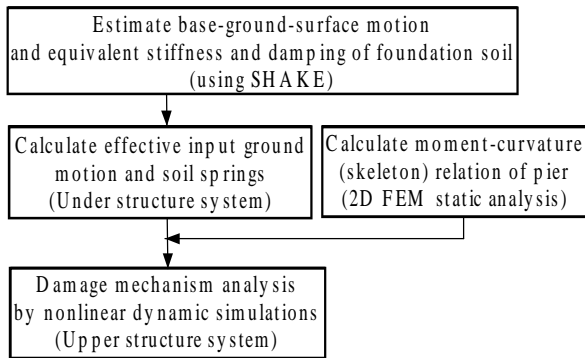 Estimate base-ground-surface motion
and equivalent stiffness and damping of foundation soil
(using SHAKE)
Calculate effective input ground
motion and soil springs
(Under structure system)
Calculate moment-curvature
(skeleton) relation of pier
(2D FEM static analysis)
Damage mechanism analysis
by nonlinear dynamic simulations
(Upper structure system)